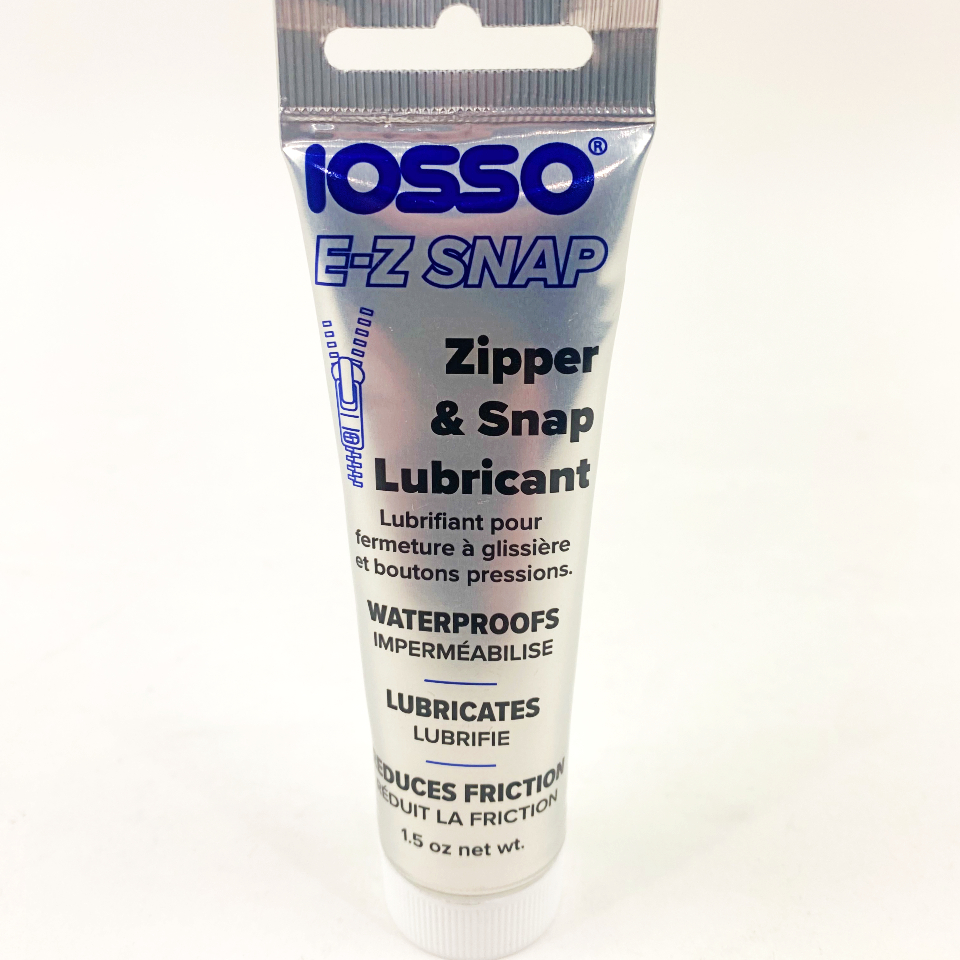 IOSSO®
E-Z SNAP
Zipper
& Snap
Lubricant
Lubrifiant pour
fermeture à glissière
et boutons pressions.
WATERPROOFS
IMPERMÉABILISE
LUBRICATES
LUBRIFIE
REDUCES FRICTION
RÉDUIT LA FRICTION
1.5 oz net wt.